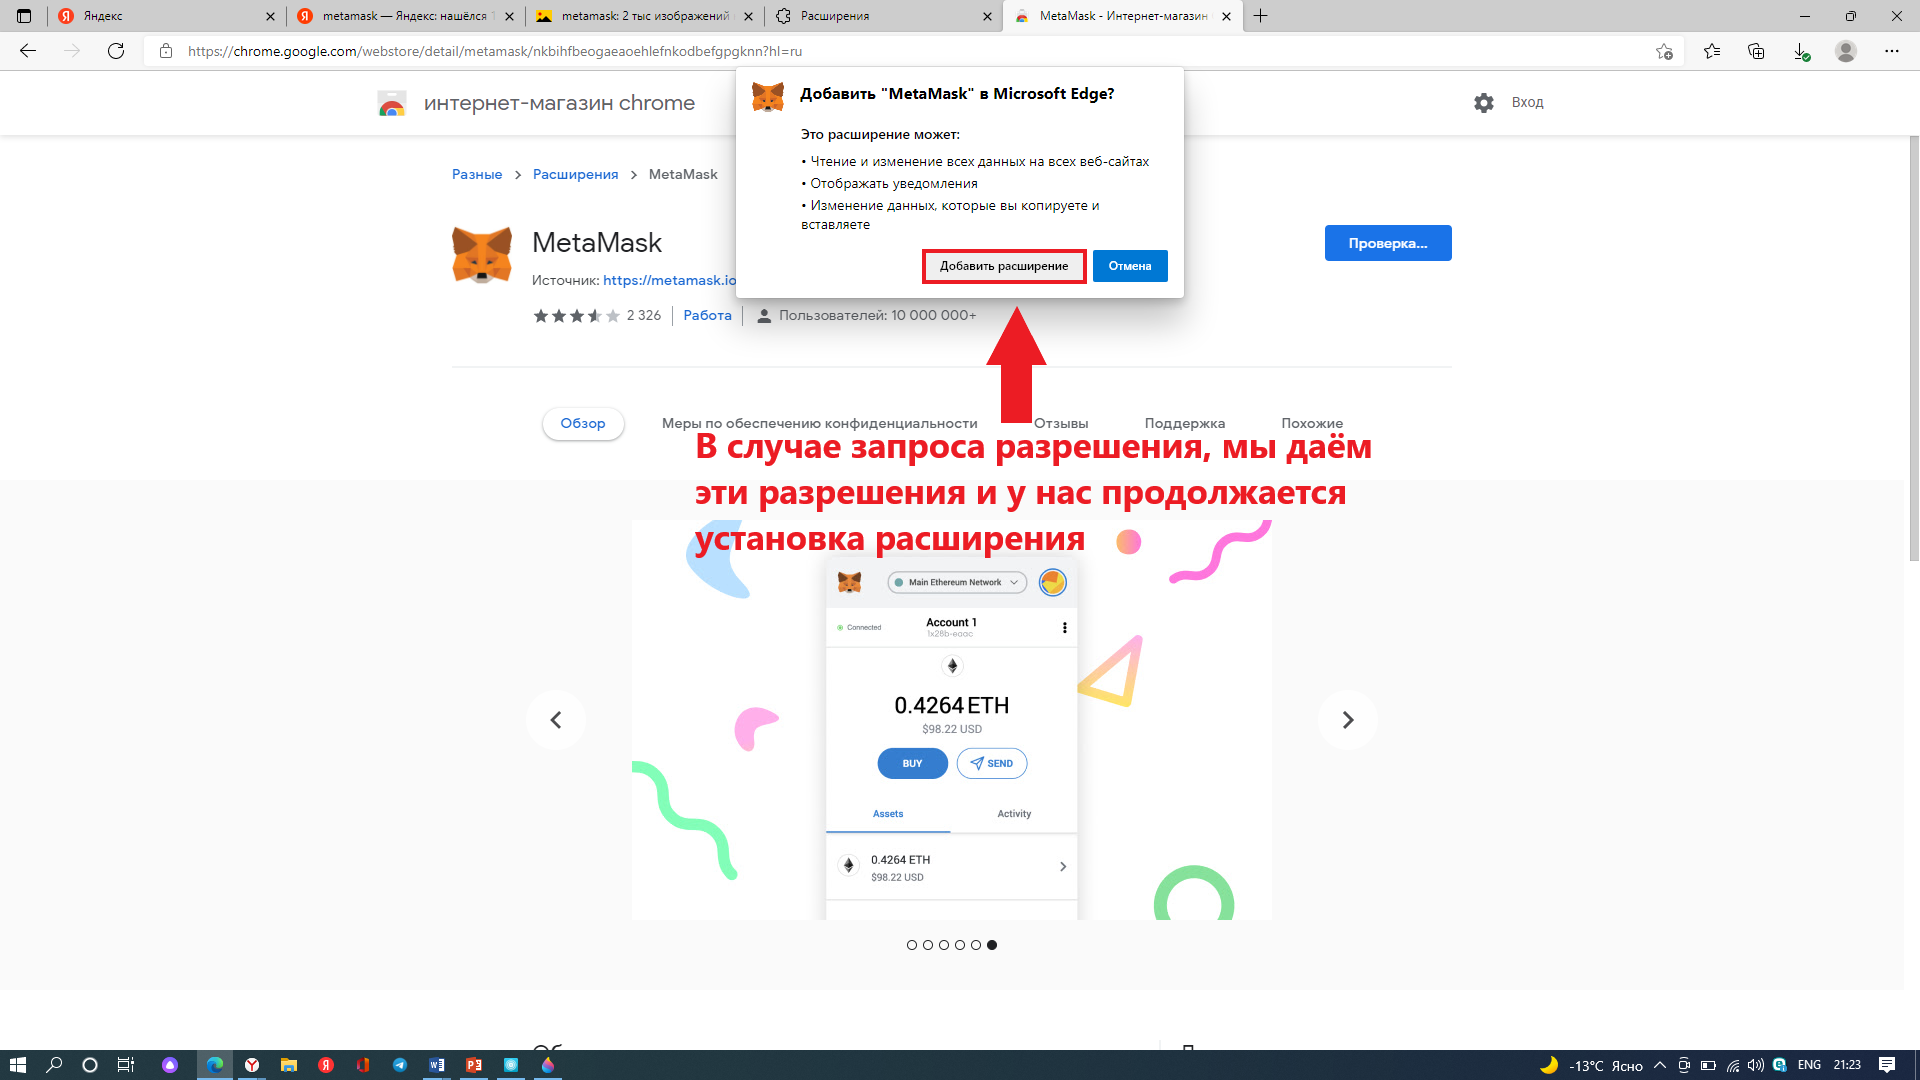 Яндекс
metamask — Яндекс: нашёлся
metamask: 2 тыс изображений
Расширения
MetaMask - Интернет-магазин
https://chrome.google.com/webstore/detail/metamask/nkbihfbeogaeaoehlefnkodbefgpgknn?hl=ru
интернет-магазин chrome
Вход
Добавить "MetaMask" в Microsoft Edge?
Это расширение может:
• Чтение и изменение всех данных на всех веб-сайтах
• Отображать уведомления
• Изменение данных, которые вы копируете и
вставляете
Добавить расширение
Отмена
Разные > Расширения > MetaMask
MetaMask
Проверка...
Источник: https://metamask.io
2 326
Работа
Пользователей: 10 000 000+
Обзор
Меры по обеспечению конфиденциальности
Отзывы
Поддержка
Похожие
В случае запроса разрешения, мы даём
эти разрешения и у нас продолжается
установка расширения
Main Ethereum Network
Connected
Account 1
1x28b-eaac
0.4264 ETH
$98.22 USD
BUY
SEND
Assets
Activity
0.4264 ETH
$98.22 USD
-13°C Ясно
ENG
21:23